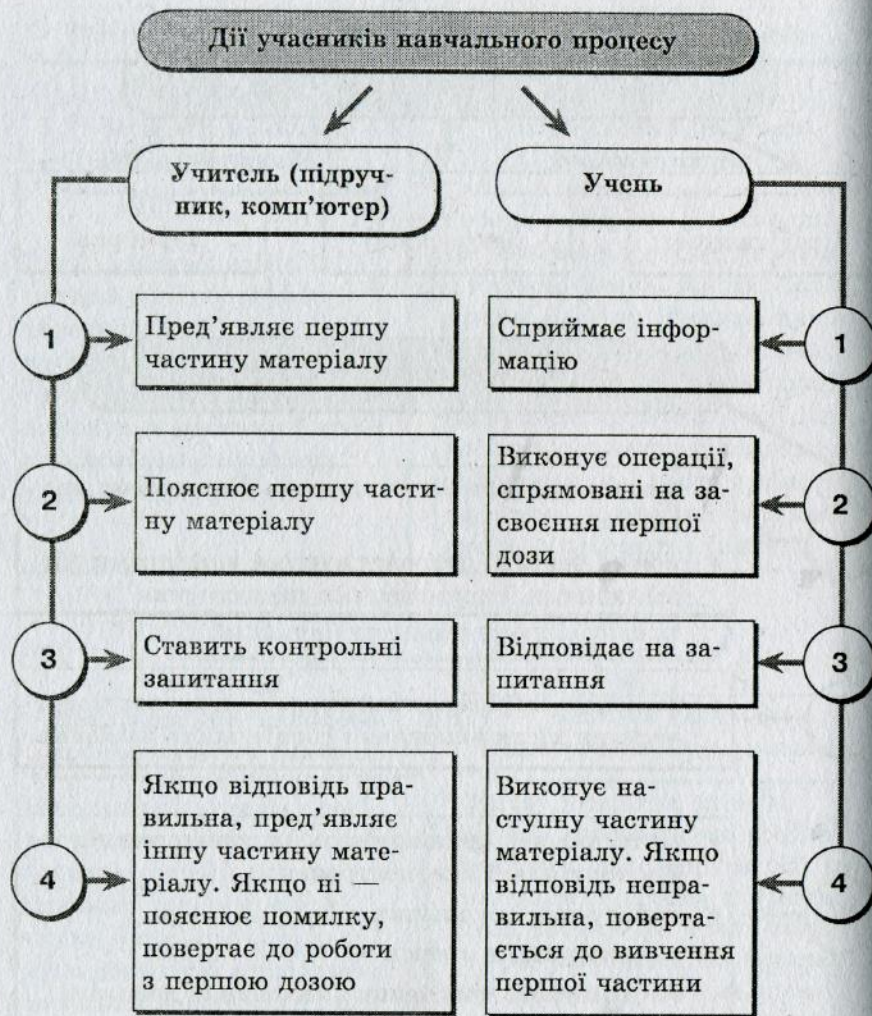 Дії учасників навчального процесу
Учитель (підруч-
ник, комп’ютер)
Учень
1
Пред’являє першу
частину матеріалу
Сприймає інфор-
мацію
1
2
Пояснює першу части-
ну матеріалу
Виконує операції,
спрямовані на за-
своєння першої
дози
2
3
Ставить контрольні
запитання
Відповідає на за-
питання
3
4
Якщо відповідь пра-
вильна, пред’являє
іншу частину мате-
ріалу. Якщо ні —
пояснює помилку,
повертає до роботи
з першою дозою
Виконує на-
ступну частину
матеріалу. Якщо
відповідь непра-
вильна, поверта-
ється до вивчення
першої частини
4